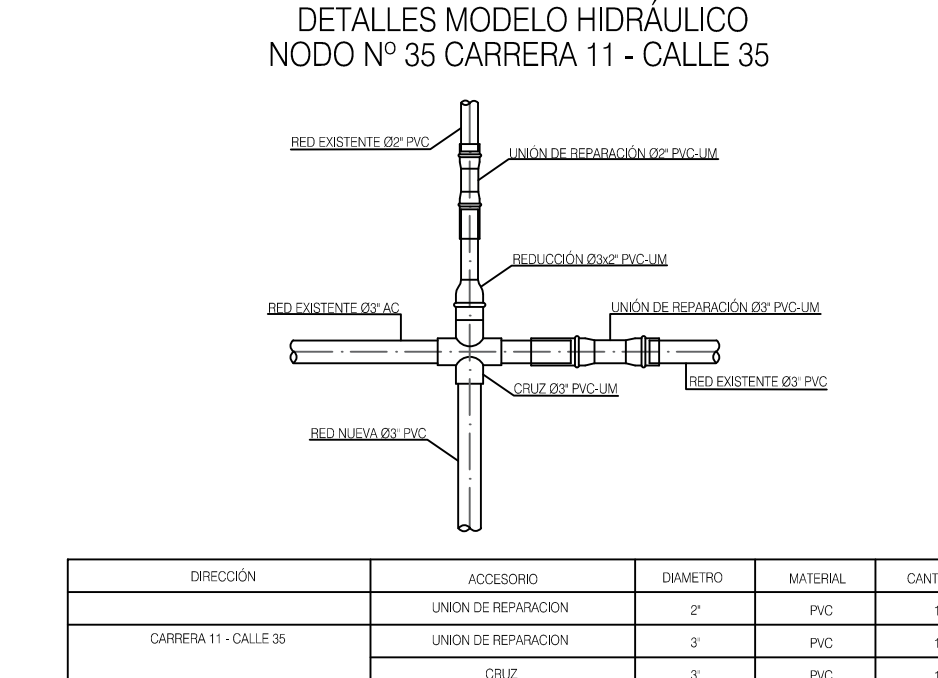 DETALLES MODELO HIDRÁULICO
NODO Nº 35 CARRERA 11 - CALLE 35
RED EXISTENTE Ø2" PVC
UNIÓN DE REPARACIÓN Ø2" PVC-UM
REDUCCIÓN Ø3x2" PVC-UM
RED EXISTENTE Ø3" AC
UNIÓN DE REPARACIÓN Ø3" PVC-UM
RED EXISTENTE Ø3" PVC
CRUZ Ø3" PVC-UM
RED NUEVA Ø3" PVC
DIRECCIÓN ACCESORIO DIAMETRO MATERIAL CANT
UNION DE REPARACION 2" PVC 1
CARRERA 11 - CALLE 35 UNION DE REPARACION 3" PVC 1
CRUZ 3" PVC 1